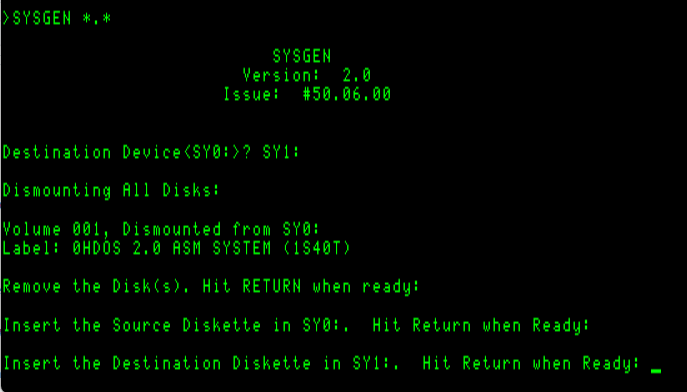 >SYSGEN *.*
SYSGEN
Version: 2.0
Issue: #50.06.00
Destination Device<SY0:>? SY1:
Dismounting All Disks:
Volume 001, Dismounted from SY0:
Label: 0HDOS 2.0 ASM SYSTEM (1S40T)
Remove the Disk(s). Hit RETURN when ready:
Insert the Source Diskette in SY0:. Hit Return when Ready:
Insert the Destination Diskette in SY1:. Hit Return when Ready: _